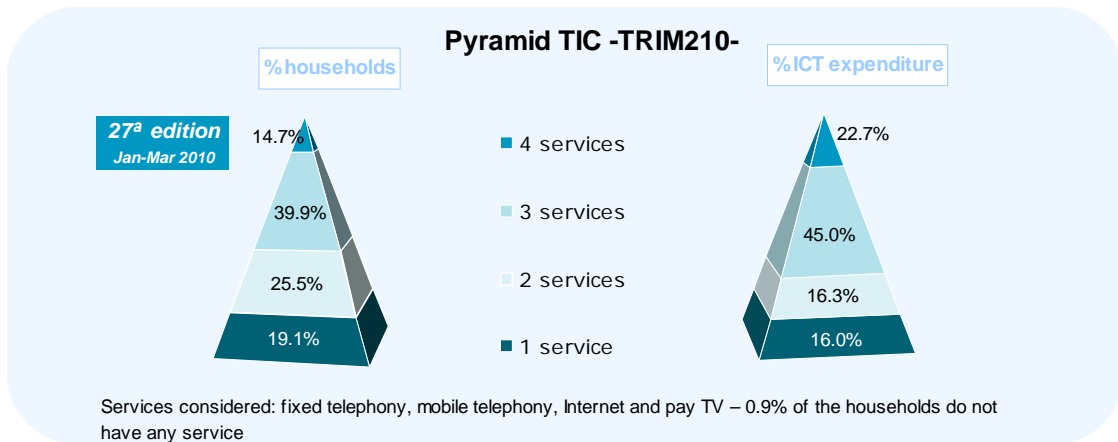 Pyramid TIC -TRIM210-
%households
%ICT expenditure
27ª edition
Jan-Mar 2010
14.7%
39.9%
25.5%
19.1%
4 services
3 services
2 services
1 service
22.7%
45.0%
16.3%
16.0%
Services considered: fixed telephony, mobile telephony, Internet and pay TV – 0.9% of the households do not
have any service